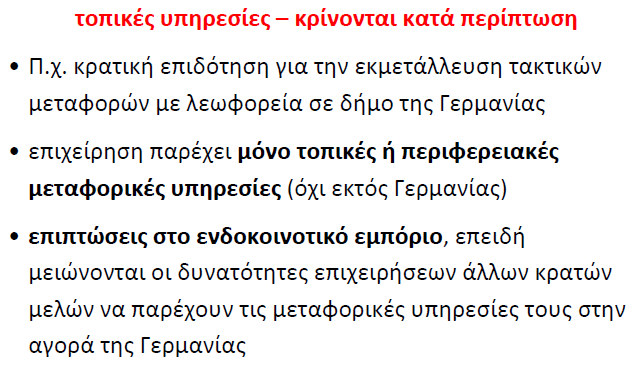 τοπικές υπηρεσίες – κρίνονται κατά περίπτωση
• Π.χ. κρατική επιδότηση για την εκμετάλλευση τακτικών
μεταφορών με λεωφορεία σε δήμο της Γερμανίας
• επιχείρηση παρέχει μόνο τοπικές ή περιφερειακές
μεταφορικές υπηρεσίες (όχι εκτός Γερμανίας)
• επιπτώσεις στο ενδοκοινοτικό εμπόριο, επειδή
μειώνονται οι δυνατότητες επιχειρήσεων άλλων κρατών
μελών να παρέχουν τις μεταφορικές υπηρεσίες τους στην
αγορά της Γερμανίας